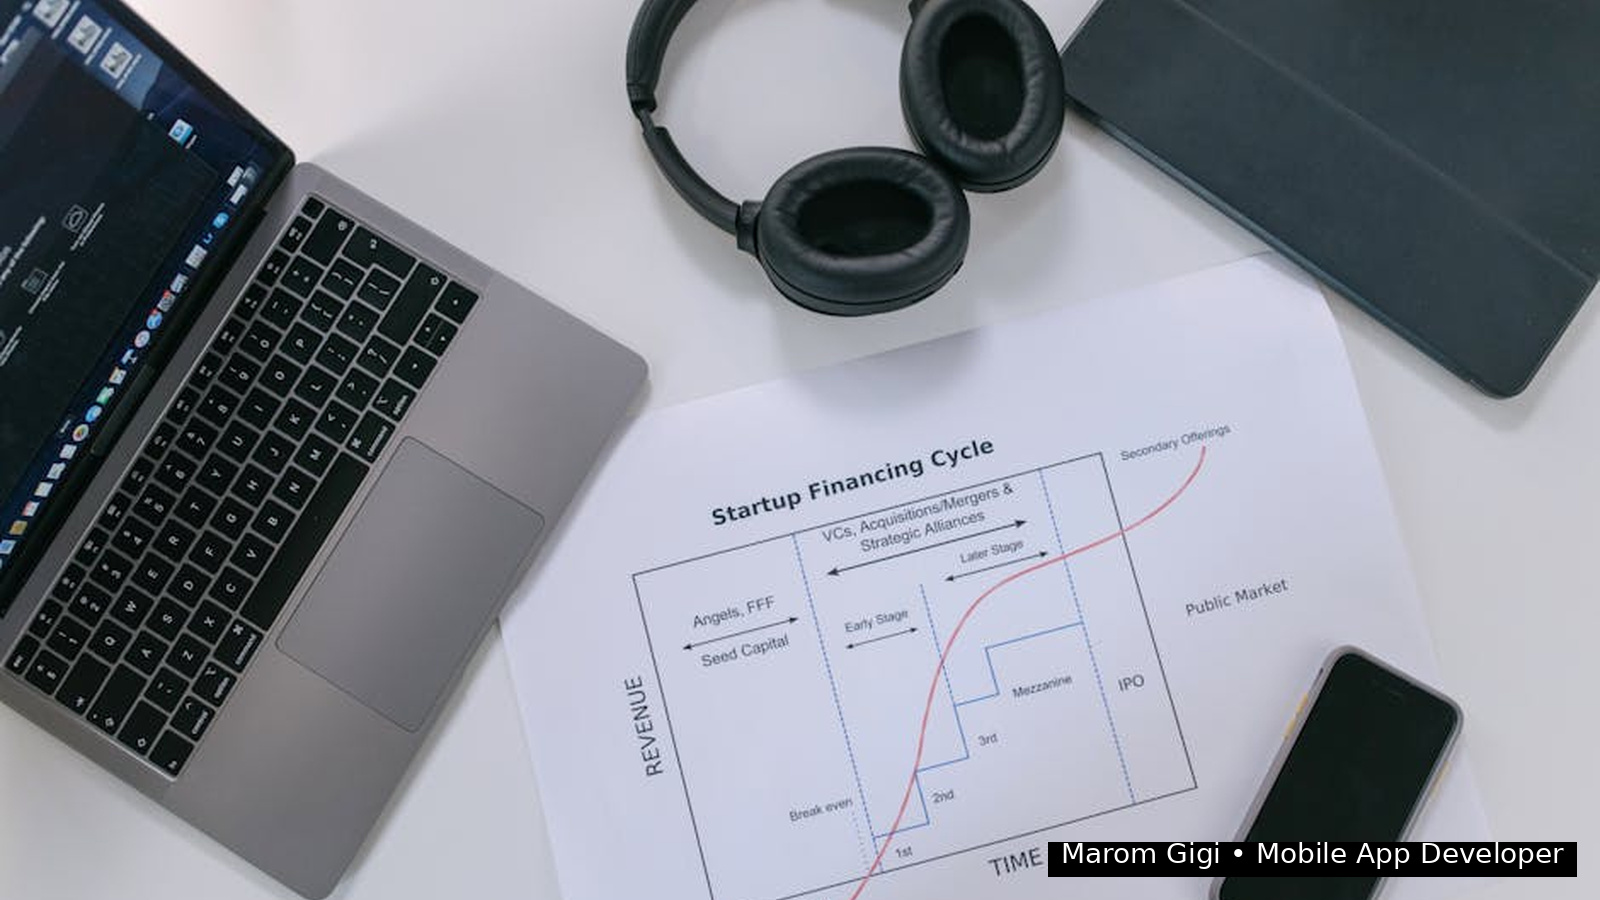 Startup Financing Cycle
Secondary Offerings
VCs, Acquisitions/Mergers &
Strategic Alliances
Later Stage
Angels, FFF
Seed Capital
Early Stage
Public Market
REVENUE
Mezzanine
IPO
3rd
2nd
Break even
1st
TIME
Marom Gigi • Mobile App Developer